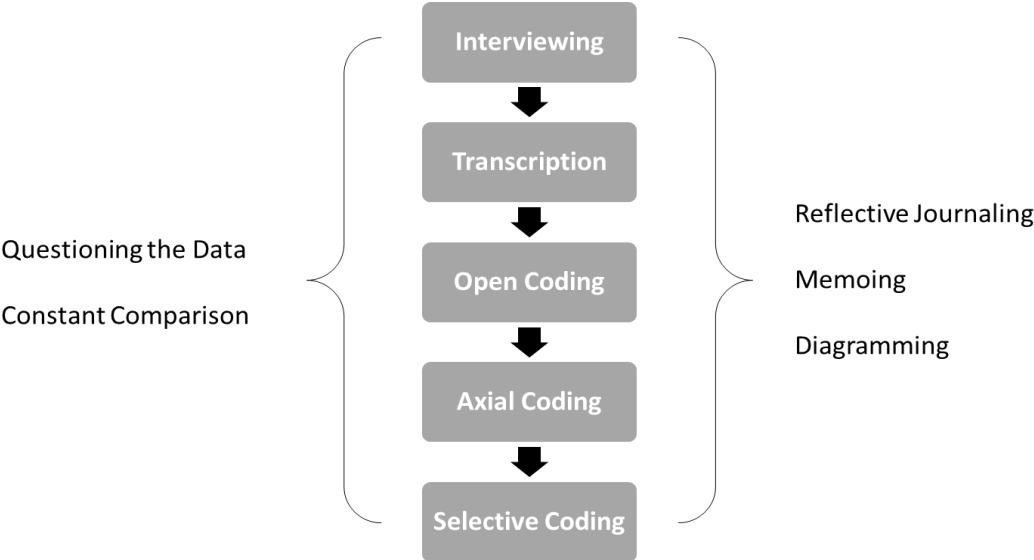 Interviewing
Transcription
Open Coding
Axial Coding
Selective Coding
Questioning the Data
Constant Comparison
Reflective Journaling
Memoing
Diagramming